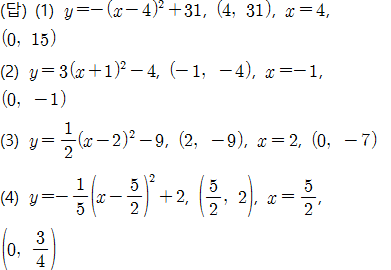 (답) (1) y=-(x-4)²+31, (4, 31), x=4,
(0, 15)
(2) y=3(x+1)²-4, (-1, -4), x=-1,
(0, -1)
(3) y=1/2(x-2)²-9, (2, -9), x=2, (0, -7)
(4) y=-1/5(x-5/2)²+2, (5/2, 2), x=5/2,
(0, 3/4)